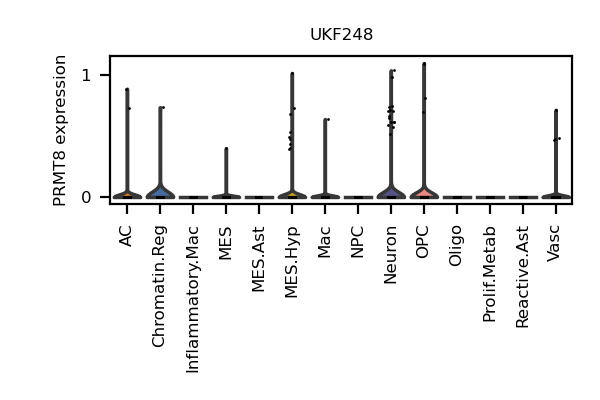 UKF248
PRMT8 expression
1
0
AC
Chromatin.Reg
Inflammatory.Mac
MES
MES.Ast
MES.Hyp
Mac
NPC
Neuron
OPC
Oligo
Prolif.Metab
Reactive.Ast
Vasc